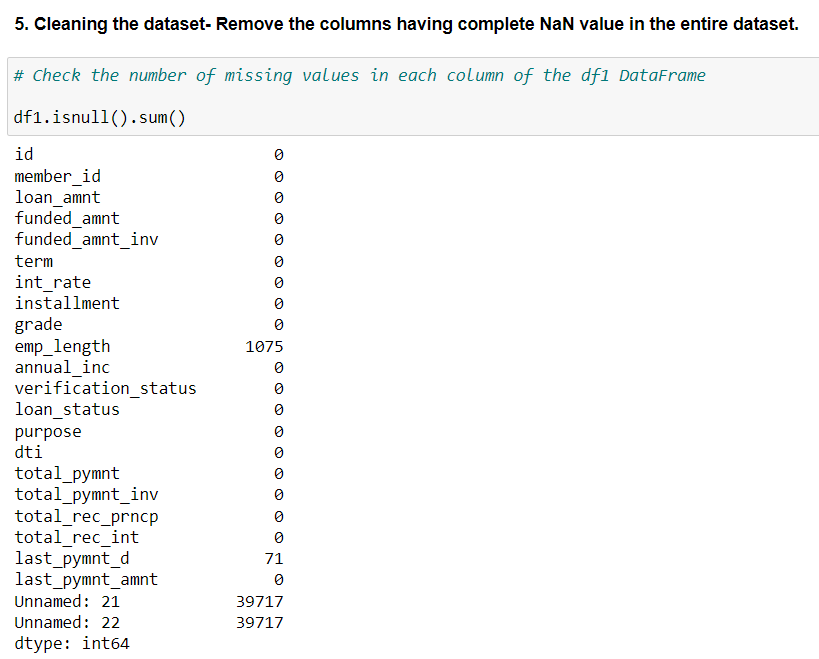 5. Cleaning the dataset- Remove the columns having complete NaN value in the entire dataset.
# Check the number of missing values in each column of the df1 DataFrame
df1.isnull().sum()
id 0
member_id 0
loan_amnt 0
funded_amnt 0
funded_amnt_inv 0
term 0
int_rate 0
installment 0
grade 0
emp_length 1075
annual_inc 0
verification_status 0
loan_status 0
purpose 0
dti 0
total_pymnt 0
total_pymnt_inv 0
total_rec_prncp 0
total_rec_int 0
last_pymnt_d 71
last_pymnt_amnt 0
Unnamed: 21 39717
Unnamed: 22 39717
dtype: int64